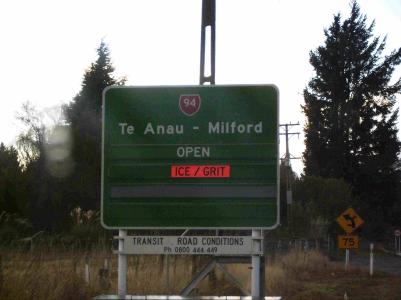 94
Te Anau - Milford
OPEN
ICE / GRIT
TRANSIT ROAD CONDITIONS
Ph 0800 444 449
75